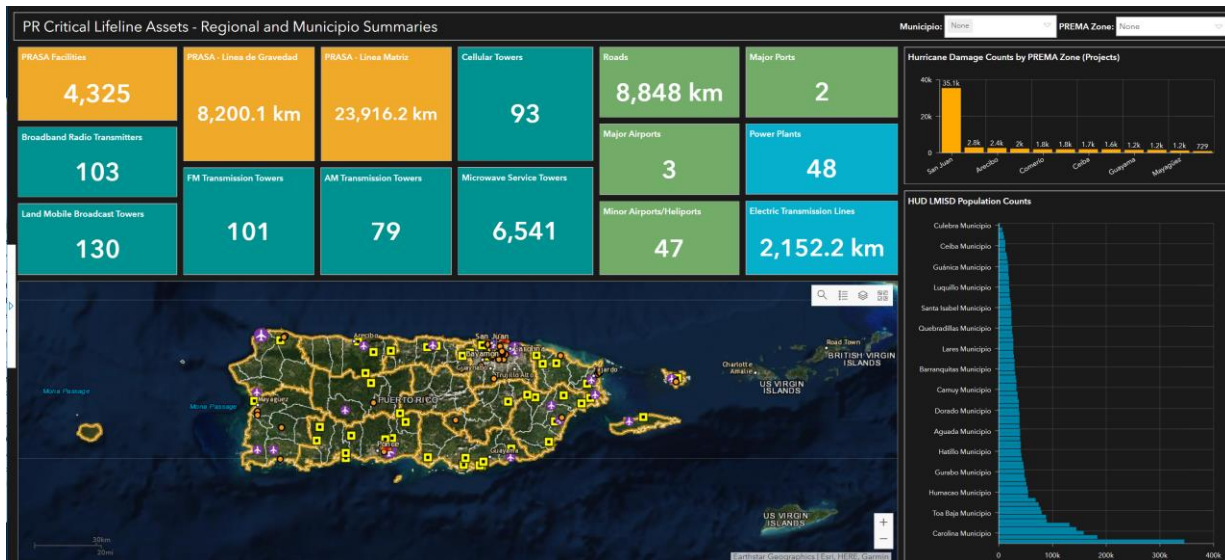 PR Critical Lifeline Assets - Regional and Municipio Summaries
Municipio: None
PREMA Zone: None
PRASA Facilities
4,325
PRASA - Linea de Gravedad
8,200.1 km
PRASA - Linea Matriz
23,916.2 km
Cellular Towers
93
Roads
8,848 km
Major Ports
2
Broadband Radio Transmitters
103
Major Airports
3
Power Plants
48
Land Mobile Broadcast Towers
130
FM Transmission Towers
101
AM Transmission Towers
79
Microwave Service Towers
6,541
Minor Airports/Heliports
47
Electric Transmission Lines
2,152.2 km
Hurricane Damage Counts by PREMA Zone (Projects)
40k
20k
0
35.1k
2.8k
2.4k
2k
1.8k
1.8k
1.7k
1.6k
1.2k
1.2k
1.2k
729
San Juan
Arecibo
Comerio
Ceiba
Guayama
Mayagüez
HUD LMISD Population Counts
Culebra Municipio
Ceiba Municipio
Guánica Municipio
Luquillo Municipio
Santa Isabel Municipio
Quebradillas Municipio
Lares Municipio
Barranquitas Municipio
Camuy Municipio
Dorado Municipio
Aguada Municipio
Hatillo Municipio
Gurabo Municipio
Humacao Municipio
Toa Baja Municipio
Carolina Municipio
0
100k
200k
300k
400k
Mona Passage
Mona Passage
Arecibo
San Juan
Bayamon
Carolina
Trujillo Alto
Mayagüez
PUERTO RICO
Ponce
Guayama
Charlotte
Amalie
Road Town
BRITISH VIRGIN
ISLANDS
US VIRGIN
ISLANDS
US VIRGIN
ISLANDS
30km
20mi
+
−
Earthstar Geographics | Esri, HERE, Garmin